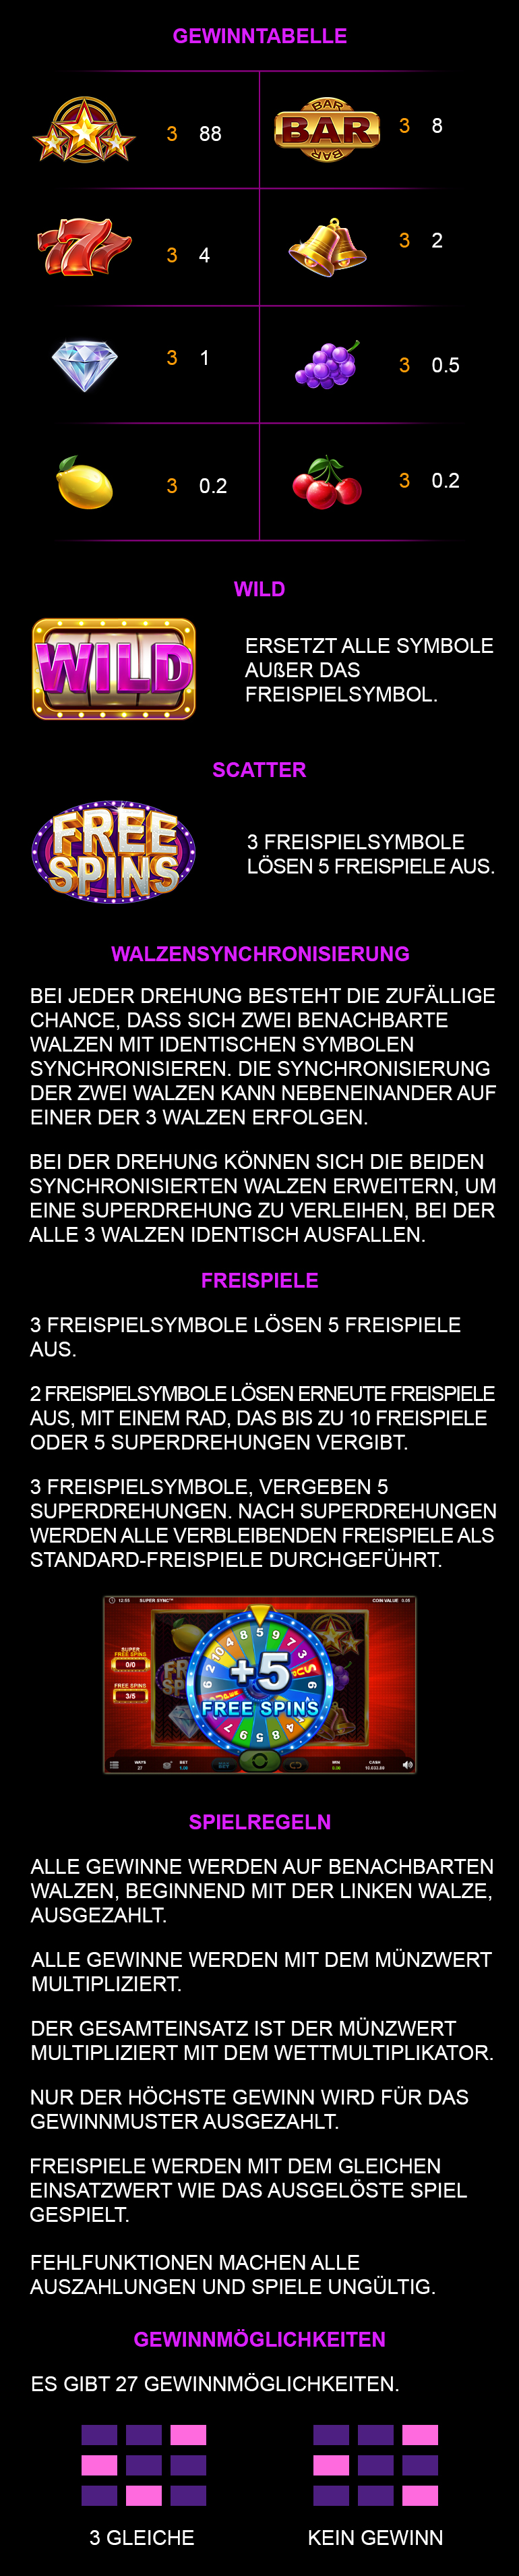 GEWINNTABELLE
3 88
BAR
BAR
BAR
3 8
777
3 4
3 2
3 1
3 0.5
3 0.2
3 0.2
WILD
WILD
ERSETZT ALLE SYMBOLE
AUßER DAS
FREISPIELSYMBOL.
SCATTER
FREE
SPINS
3 FREISPIELSYMBOLE
LÖSEN 5 FREISPIELE AUS.
WALZENSYNCHRONISIERUNG
BEI JEDER DREHUNG BESTEHT DIE ZUFÄLLIGE
CHANCE, DASS SICH ZWEI BENACHBARTE
WALZEN MIT IDENTISCHEN SYMBOLEN
SYNCHRONISIEREN. DIE SYNCHRONISIERUNG
DER ZWEI WALZEN KANN NEBENEINANDER AUF
EINER DER 3 WALZEN ERFOLGEN.
BEI DER DREHUNG KÖNNEN SICH DIE BEIDEN
SYNCHRONISIERTEN WALZEN ERWEITERN, UM
EINE SUPERDREHUNG ZU VERLEIHEN, BEI DER
ALLE 3 WALZEN IDENTISCH AUSFALLEN.
FREISPIELE
3 FREISPIELSYMBOLE LÖSEN 5 FREISPIELE
AUS.
2 FREISPIELSYMBOLE LÖSEN ERNEUTE FREISPIELE
AUS, MIT EINEM RAD, DAS BIS ZU 10 FREISPIELE
ODER 5 SUPERDREHUNGEN VERGIBT.
3 FREISPIELSYMBOLE, VERGEBEN 5
SUPERDREHUNGEN. NACH SUPERDREHUNGEN
WERDEN ALLE VERBLEIBENDEN FREISPIELE ALS
STANDARD-FREISPIELE DURCHGEFÜHRT.
12:55 SUPER SYNC™ COIN VALUE 0.05
SUPER
FREE SPINS
0/0
FREE SPINS
3/5
+5
FREE SPINS
WAYS
27
BET
5.00
WIN
0.00
CASH
SPIELREGELN
ALLE GEWINNE WERDEN AUF BENACHBARTEN
WALZEN, BEGINNEND MIT DER LINKEN WALZE,
AUSGEZAHLT.
ALLE GEWINNE WERDEN MIT DEM MÜNZWERT
MULTIPLIZIERT.
DER GESAMTEINSATZ IST DER MÜNZWERT
MULTIPLIZIERT MIT DEM WETTMULTIPLIKATOR.
NUR DER HÖCHSTE GEWINN WIRD FÜR DAS
GEWINNMUSTER AUSGEZAHLT.
FREISPIELE WERDEN MIT DEM GLEICHEN
EINSATZWERT WIE DAS AUSGELÖSTE SPIEL
GESPIELT.
FEHLFUNKTIONEN MACHEN ALLE
AUSZAHLUNGEN UND SPIELE UNGÜLTIG.
GEWINNMÖGLICHKEITEN
ES GIBT 27 GEWINNMÖGLICHKEITEN.
3 GLEICHE
KEIN GEWINN